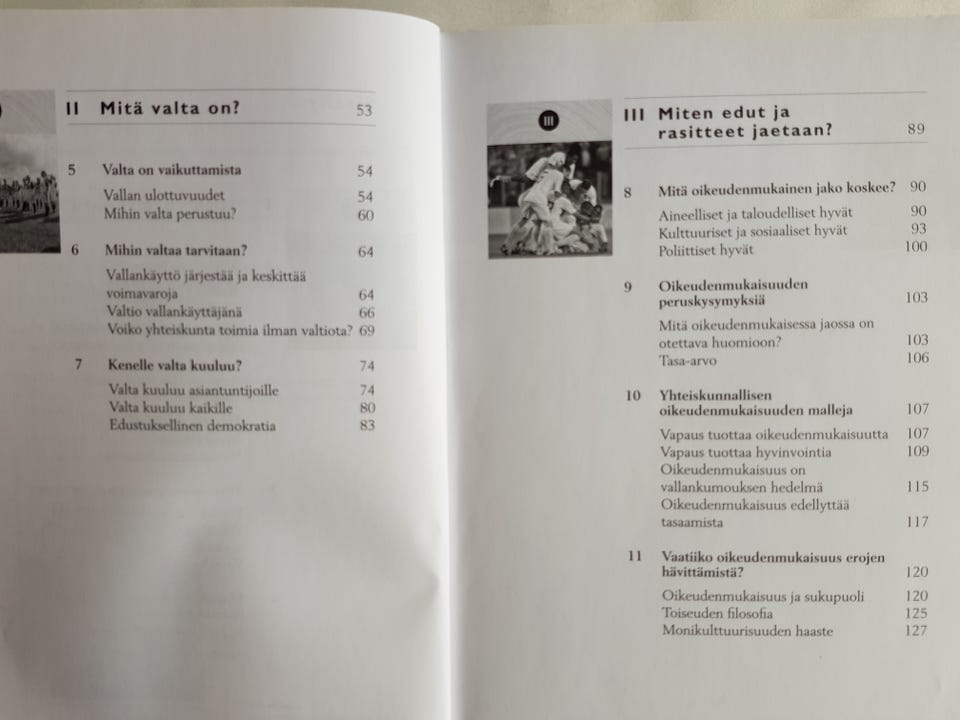 II Mitä valta on? 53
5 Valta on vaikuttamista 54
Vallan ulottuvuudet 54
Mihin valta perustuu? 60
6 Mihin valtaa tarvitaan? 64
Vallankäyttö järjestää ja keskittää
voimavaroja 64
Valtio vallankäyttäjänä 66
Voiko yhteiskunta toimia ilman valtiota? 69
7 Kenelle valta kuuluu? 74
Valta kuuluu asiantuntijoille 74
Valta kuuluu kaikille 80
Edustuksellinen demokratia 83
III
III Miten edut ja
rasitteet jaetaan? 89
8 Mitä oikeudenmukainen jako koskee? 90
Aineelliset ja taloudelliset hyvät 90
Kulttuuriset ja sosiaaliset hyvät 93
Poliittiset hyvät 100
9 Oikeudenmukaisuuden
peruskysymyksiä 103
Mitä oikeudenmukaisessa jaossa on
otettava huomioon? 103
Tasa-arvo 106
10 Yhteiskunnallisen
oikeudenmukaisuuden malleja 107
Vapaus tuottaa oikeudenmukaisuutta 107
Vapaus tuottaa hyvinvointia 109
Oikeudenmukaisuus on
vallankumouksen hedelmä 115
Oikeudenmukaisuus edellyttää
tasaamista 117
11 Vaatiiko oikeudenmukaisuus erojen
hävittämistä? 120
Oikeudenmukaisuus ja sukupuoli 120
Toiseuden filosofia 125
Monikulttuurisuuden haaste 127